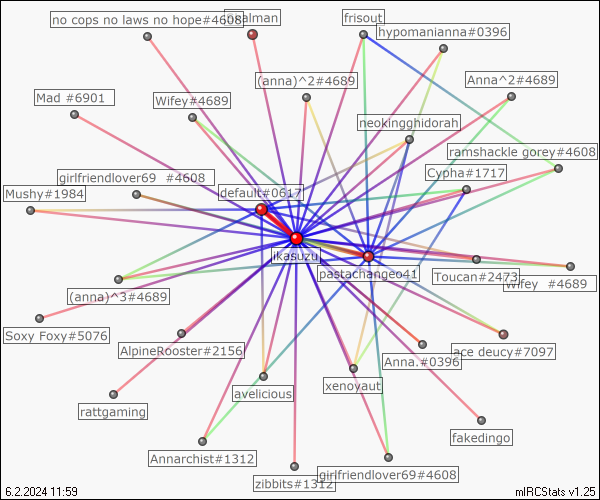 no cops no laws no hope#4608
oalman
frisout
hypomanianna#0396
(anna)^2#4689
Anna^2#4689
Mad #6901
Wifey#4689
neokingghidorah
ramshackle gorey#4608
girlfriendlover69 #4608
Cypha#1717
Mushy#1984
default#0617
ikasuzu
pastachangeo41
Toucan#2473
Wifey #4689
(anna)^3#4689
Soxy Foxy#5076
AlpineRooster#2156
Anna.#0396
ace deucy#7097
avelicious
xenoyaut
rattgaming
fakedingo
Annarchist#1312
zibbits#1312
girlfriendlover69#4608
6.2.2024 11:59
mIRCStats v1.25